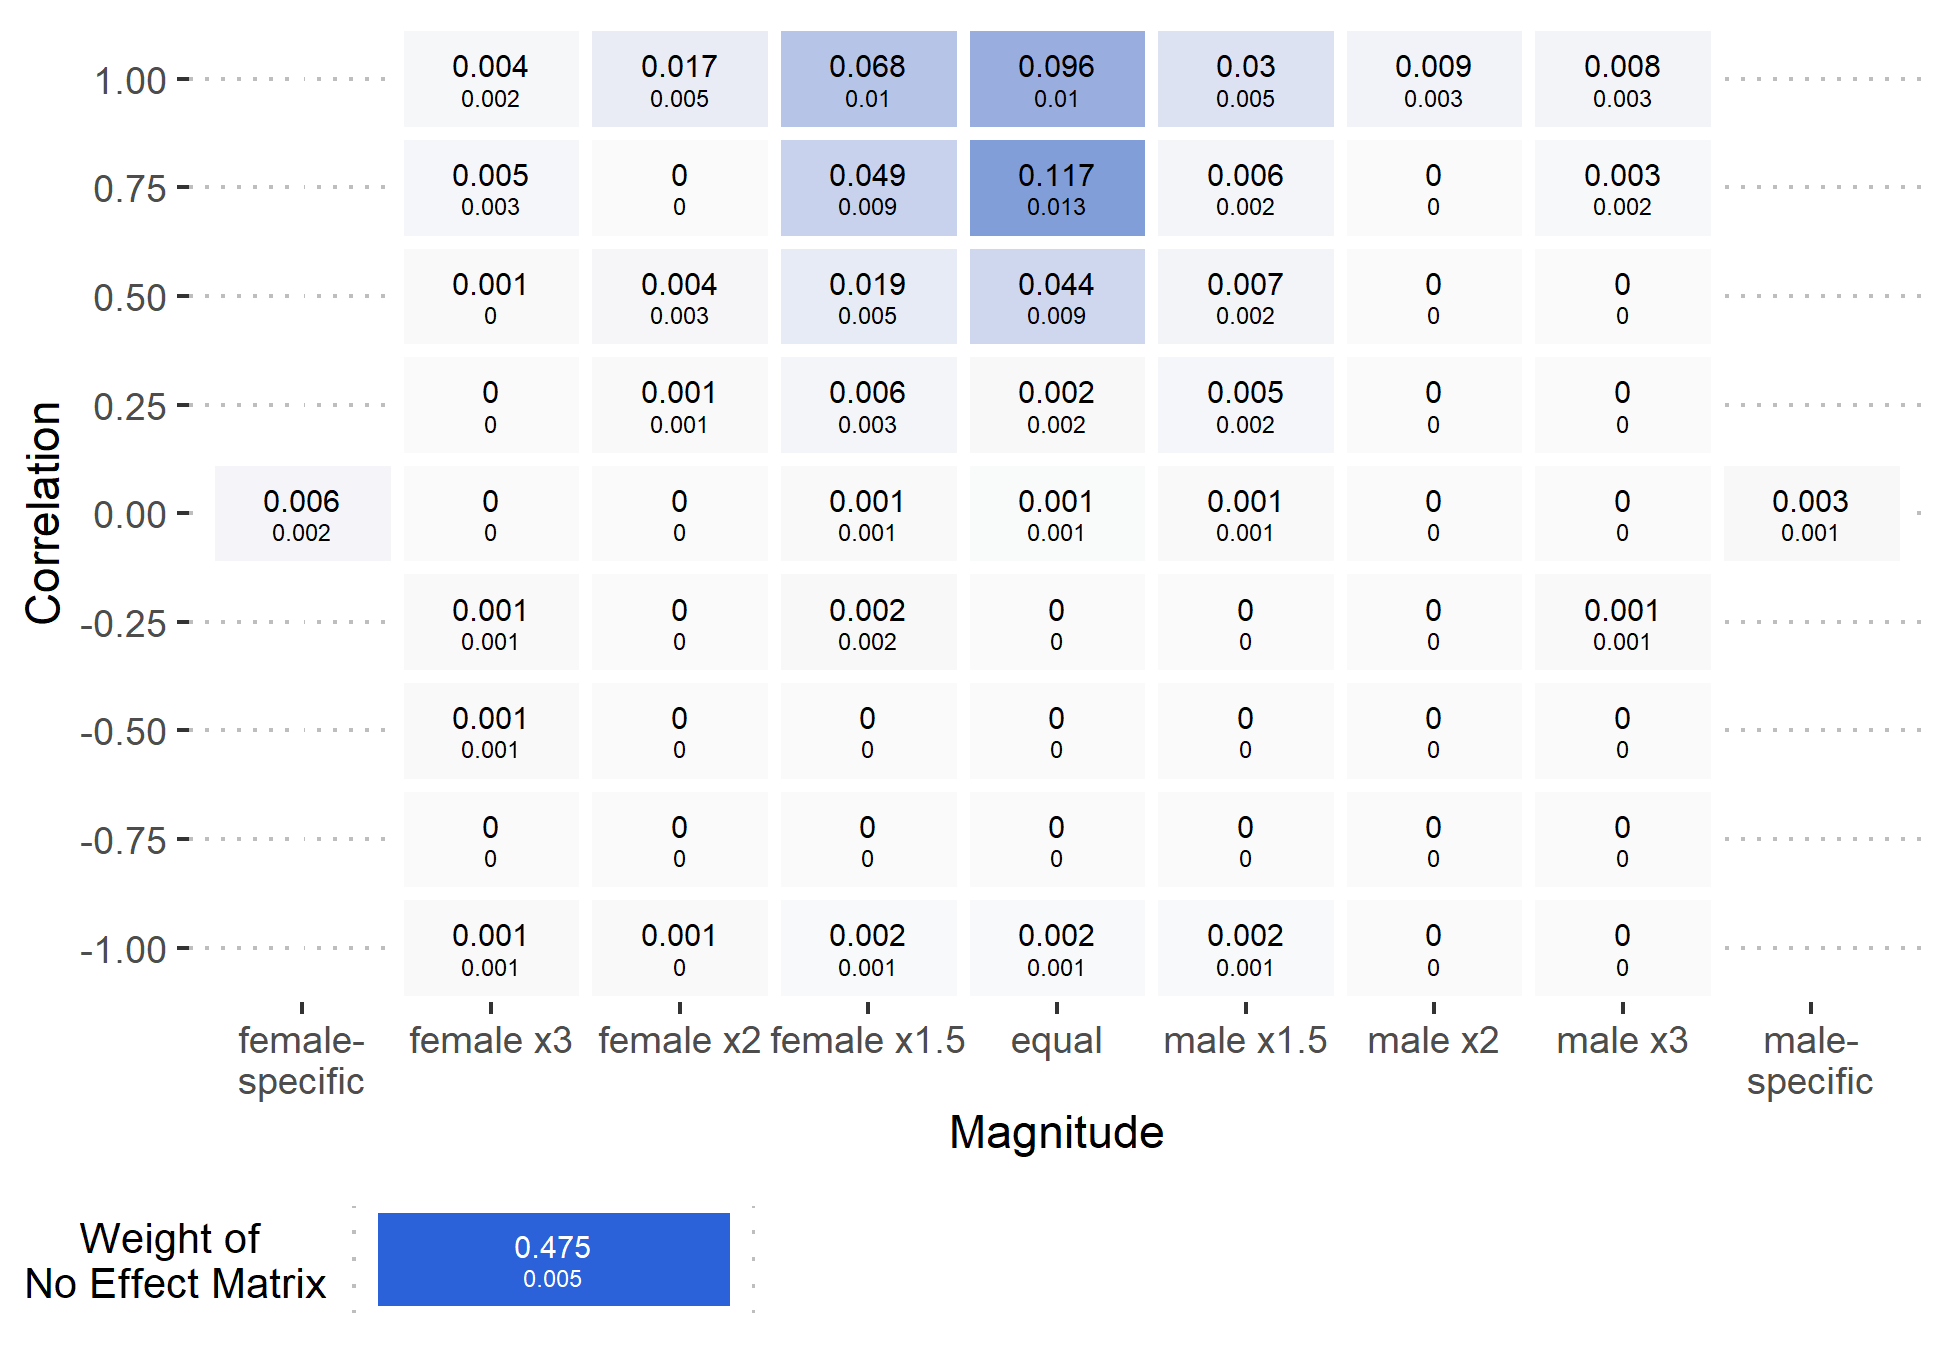 1.00
0.004 0.017 0.068 0.096 0.03 0.009 0.008
0.002 0.005 0.01 0.01 0.005 0.003 0.003
0.75
0.005 0 0.049 0.117 0.006 0 0.003
0.003 0 0.009 0.013 0.002 0 0.002
0.50
0.001 0.004 0.019 0.044 0.007 0 0
0 0.003 0.005 0.009 0.002 0 0
0.25
0 0.001 0.006 0.002 0.005 0 0
0 0.001 0.003 0.002 0.002 0 0
0.00
0.006 0 0 0.001 0.001 0.001 0 0 0.003
0.002 0 0 0.001 0.001 0.001 0 0 0.001
-0.25
0.001 0 0.002 0 0 0 0.001
0.001 0 0.002 0 0 0 0.001
-0.50
0.001 0 0 0 0 0 0
0.001 0 0 0 0 0 0
-0.75
0 0 0 0 0 0 0
0 0 0 0 0 0 0
-1.00
0.001 0.001 0.002 0.002 0.002 0 0
0.001 0 0.001 0.001 0.001 0 0
Correlation
female- female x3 female x2 female x1.5 equal male x1.5 male x2 male x3 male-
specific specific
Magnitude
Weight of
No Effect Matrix
0.475
0.005